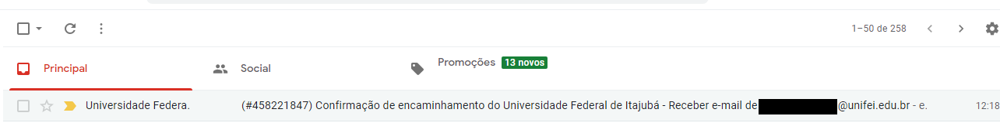 1–50 de 258
Principal
Social
Promoções 13 novos
Universidade Federa. (#458221847) Confirmação de encaminhamento do Universidade Federal de Itajubá - Receber e-mail de @unifei.edu.br - e. 12:18